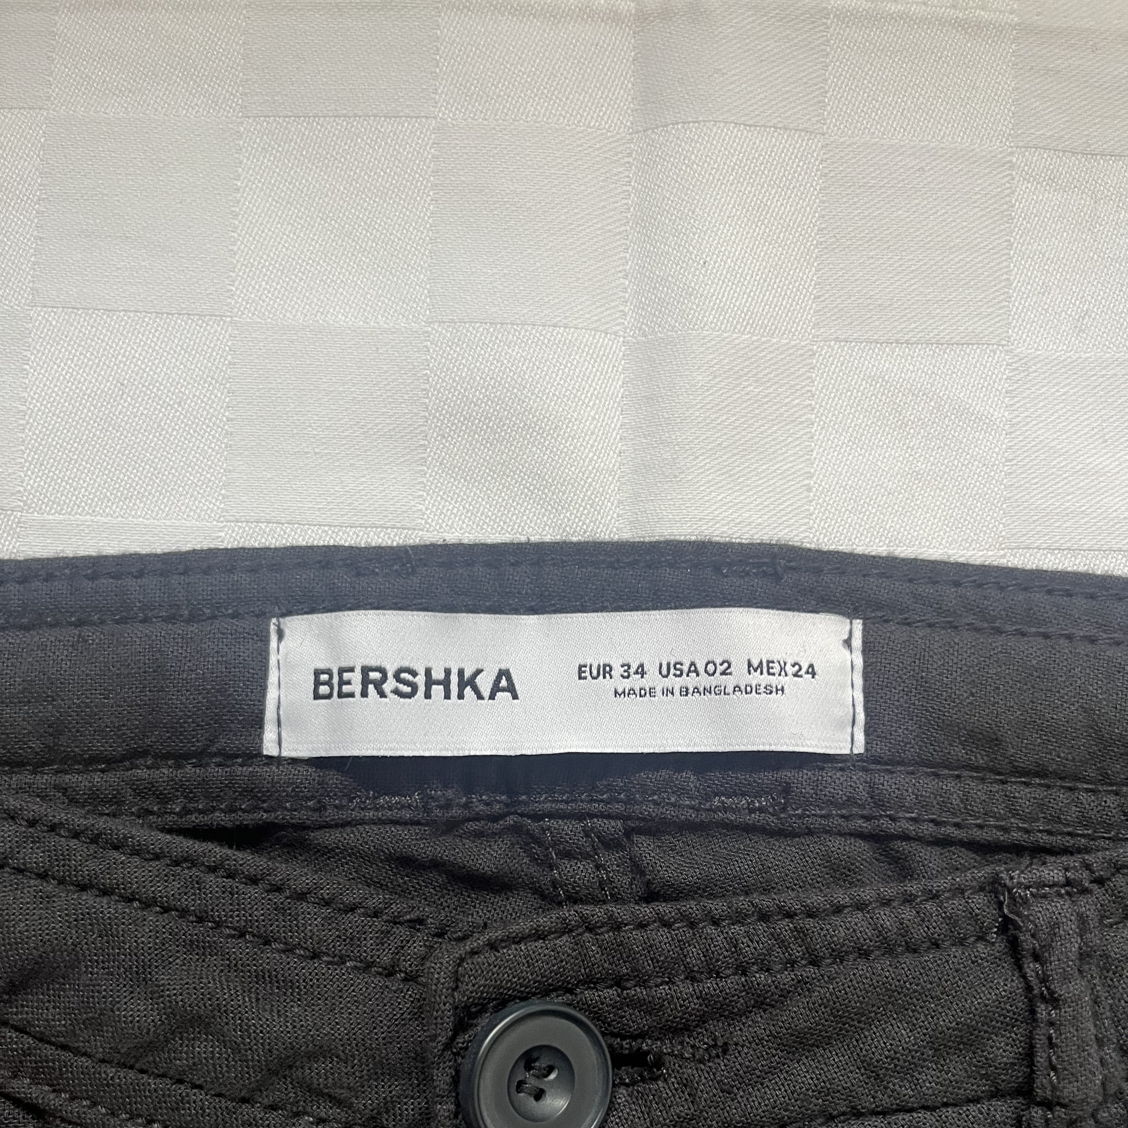 BERSHKA
EUR 34 USA 02 MEX 24
MADE IN BANGLADESH